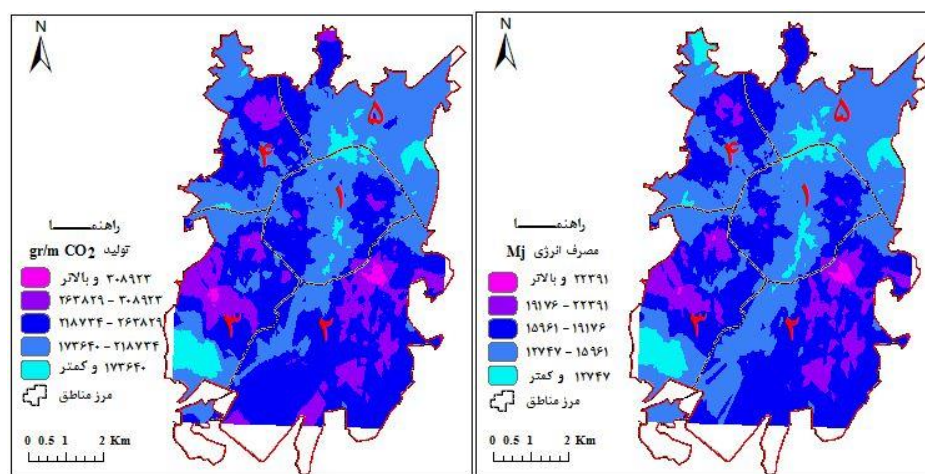 N
۵
۴
۱
۳
۲
راهنمـــا
تولید gr/m CO2
۳۰۸۹۲۳ و بالاتر
۲۶۳۸۲۹ - ۳۰۸۹۲۳
۲۱۸۷۳۴ - ۲۶۳۸۲۹
۱۷۳۶۴۰ - ۲۱۸۷۳۴
۱۷۳۶۴۰ و کمتر
مرز مناطق
0 0.5 1 2 Km
N
۵
۴
۱
۳
۲
راهنمـــا
مصرف انرژی Mj
۲۲۳۹۱ و بالاتر
۱۹۱۷۶ - ۲۲۳۹۱
۱۵۹۶۱ - ۱۹۱۷۶
۱۲۷۴۷ - ۱۵۹۶۱
۱۲۷۴۷ و کمتر
مرز مناطق
0 0.5 1 2 Km